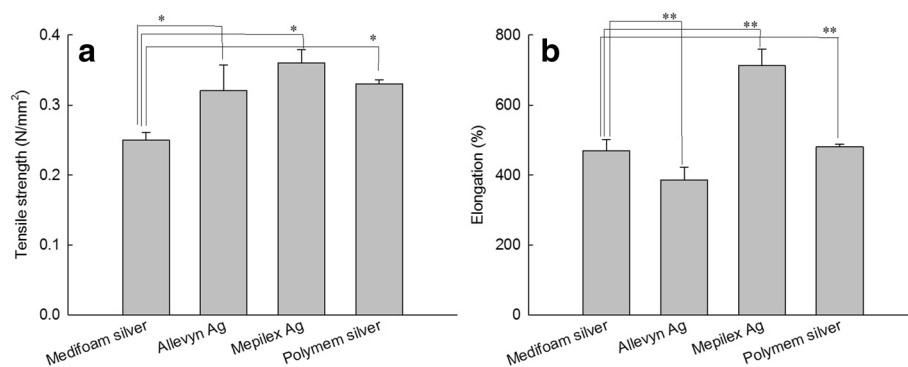 a
Tensile strength (N/mm²)
0.4
0.3
0.2
0.1
0.0
*
*
*
Medifoam silver
Allevyn Ag
Mepilex Ag
Polymem silver
b
Elongation (%)
800
600
400
200
0
**
**
**
Medifoam silver
Allevyn Ag
Mepilex Ag
Polymem silver